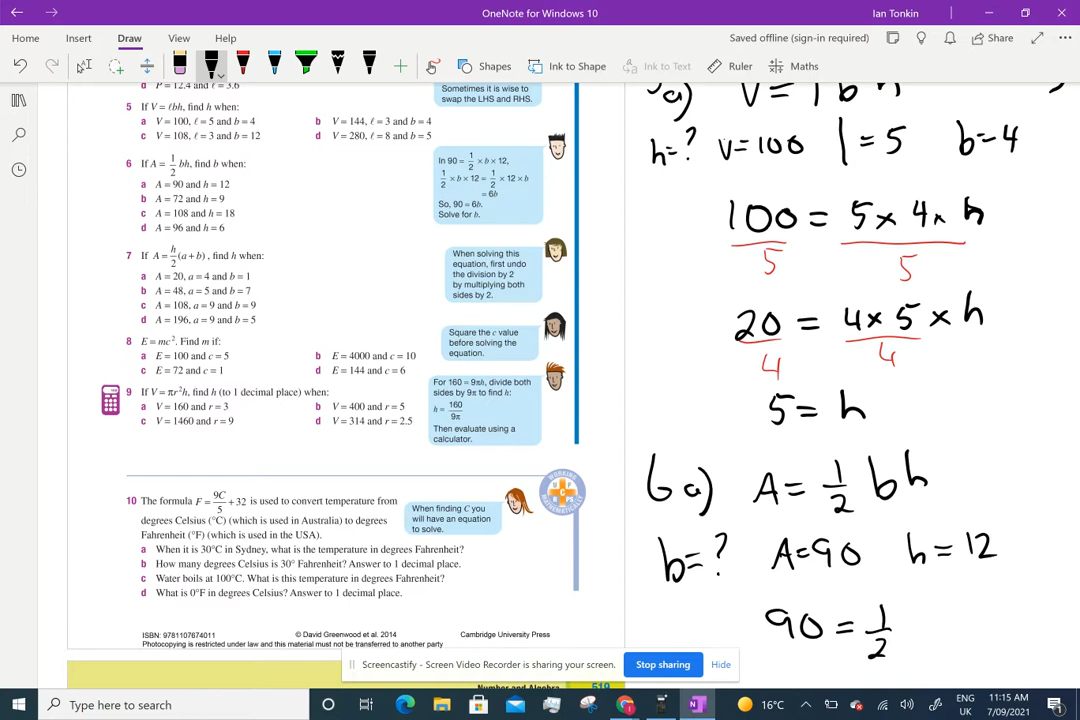 OneNote for Windows 10
Ian Tonkin
Home Insert Draw View Help
Saved offline (sign-in required)
Share
Shapes
Ink to Shape
Ink to Text
Ruler
Maths
d P = 12.4 and ℓ = 3.6
Sometimes it is wise to
swap the LHS and RHS.
5 If V = ℓbh, find h when:
a V = 100, ℓ = 5 and b = 4
b V = 144, ℓ = 3 and b = 4
c V = 108, ℓ = 3 and b = 12
d V = 280, ℓ = 8 and b = 5
6 If A = 1/2 bh, find b when:
a A = 90 and h = 12
b A = 72 and h = 9
c A = 108 and h = 18
d A = 96 and h = 6
In 90 = 1/2 × b × 12,
1/2 × b × 12 = 1/2 × 12 × b
= 6b
So, 90 = 6b.
Solve for b.
7 If A = h/2 (a + b), find h when:
a A = 20, a = 4 and b = 1
b A = 48, a = 5 and b = 7
c A = 108, a = 9 and b = 9
d A = 196, a = 9 and b = 5
When solving this
equation, first undo
the division by 2
by multiplying both
sides by 2.
8 E = mc². Find m if:
a E = 100 and c = 5
b E = 4000 and c = 10
c E = 72 and c = 1
d E = 144 and c = 6
Square the c value
before solving the
equation.
9 If V = πr²h, find h (to 1 decimal place) when:
a V = 160 and r = 3
b V = 400 and r = 5
c V = 1460 and r = 9
d V = 314 and r = 2.5
For 160 = 9πh, divide both
sides by 9π to find h:
h = 160/9π
Then evaluate using a
calculator.
WORKING
MATHEMATICALLY
10 The formula F = 9C/5 + 32 is used to convert temperature from
degrees Celsius (°C) (which is used in Australia) to degrees
Fahrenheit (°F) (which is used in the USA).
When finding C you
will have an equation
to solve.
a When it is 30°C in Sydney, what is the temperature in degrees Fahrenheit?
b How many degrees Celsius is 30° Fahrenheit? Answer to 1 decimal place.
c Water boils at 100°C. What is this temperature in degrees Fahrenheit?
d What is 0°F in degrees Celsius? Answer to 1 decimal place.
ISBN: 9781107674011 © David Greenwood et al. 2014 Cambridge University Press
Photocopying is restricted under law and this material must not be transferred to another party
Number and Algebra 519
a) V = l b h
h=? V=100 l=5 b=4
100 = 5 × 4 × h
5 5
20 = 4 × 5 × h
4 4
5 = h
6a) A = 1/2 b h
b=? A=90 h=12
90 = 1/2
Screencastify - Screen Video Recorder is sharing your screen.
Stop sharing
Hide
Type here to search
16°C
ENG
UK
11:15 AM
7/09/2021
1